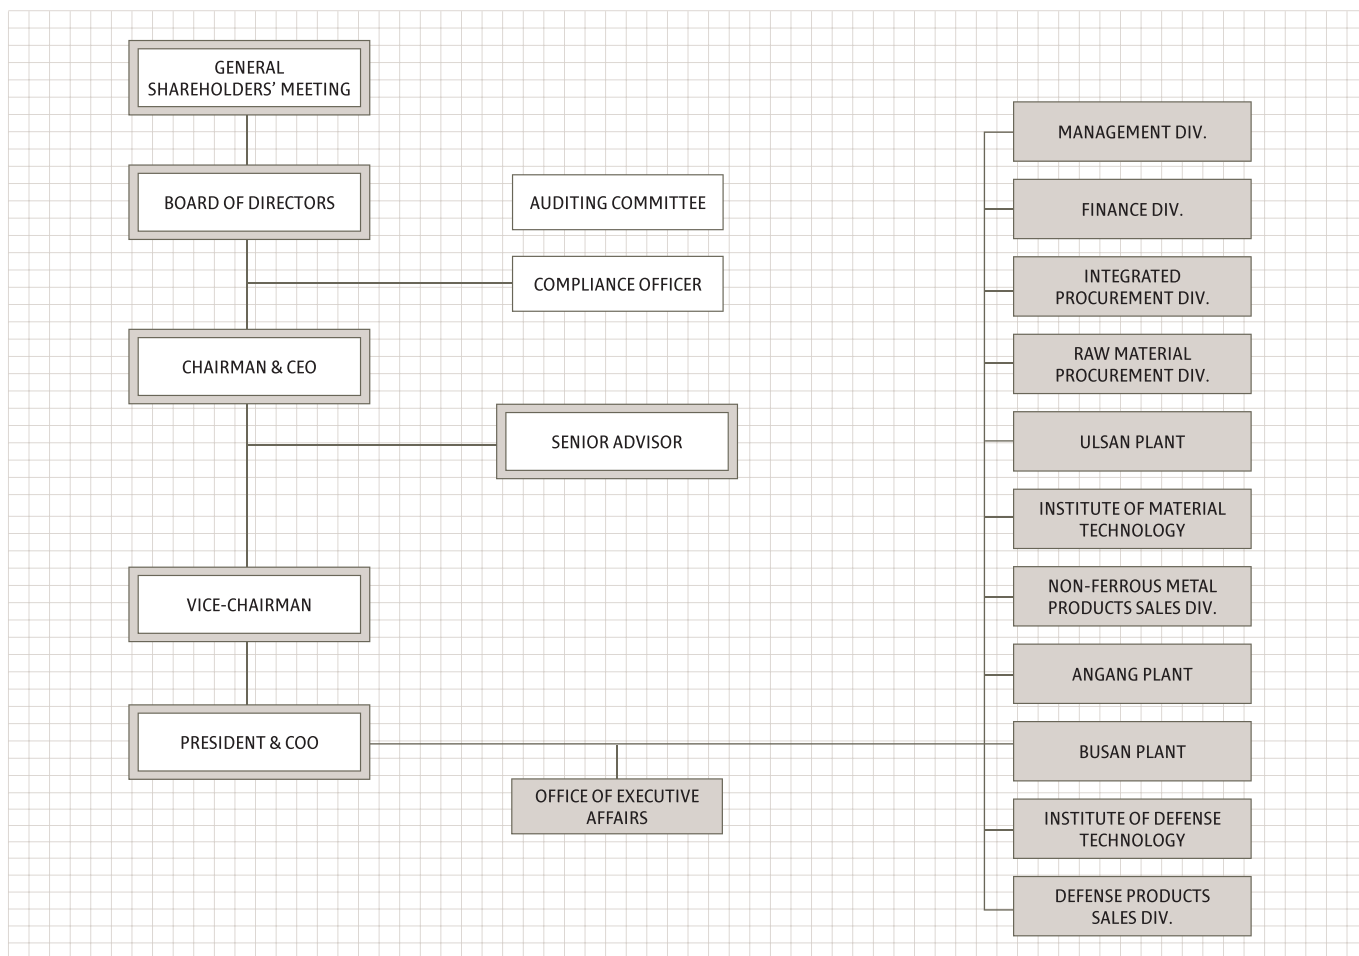 GENERAL
SHAREHOLDERS’ MEETING
BOARD OF DIRECTORS
AUDITING COMMITTEE
COMPLIANCE OFFICER
CHAIRMAN & CEO
SENIOR ADVISOR
VICE-CHAIRMAN
PRESIDENT & COO
OFFICE OF EXECUTIVE
AFFAIRS
MANAGEMENT DIV.
FINANCE DIV.
INTEGRATED
PROCUREMENT DIV.
RAW MATERIAL
PROCUREMENT DIV.
ULSAN PLANT
INSTITUTE OF MATERIAL
TECHNOLOGY
NON-FERROUS METAL
PRODUCTS SALES DIV.
ANGANG PLANT
BUSAN PLANT
INSTITUTE OF DEFENSE
TECHNOLOGY
DEFENSE PRODUCTS
SALES DIV.